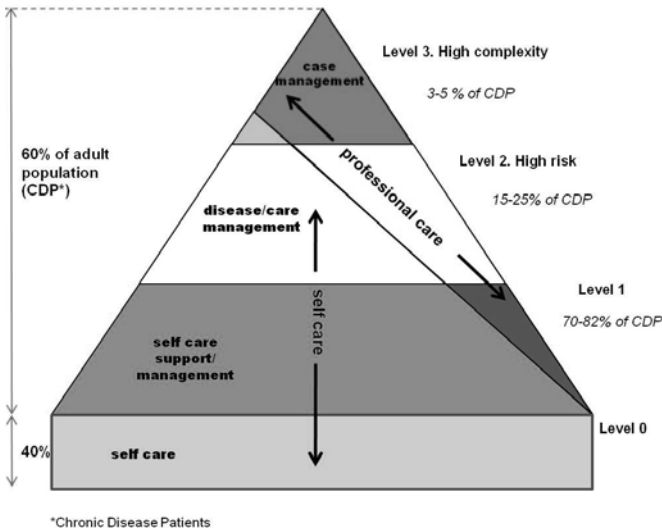 case
management
Level 3. High complexity
3-5 % of CDP
60% of adult
population
(CDP*)
professional care
Level 2. High risk
15-25% of CDP
disease/care
management
self care
Level 1
70-82% of CDP
self care
support/
management
Level 0
40%
self care
*Chronic Disease Patients